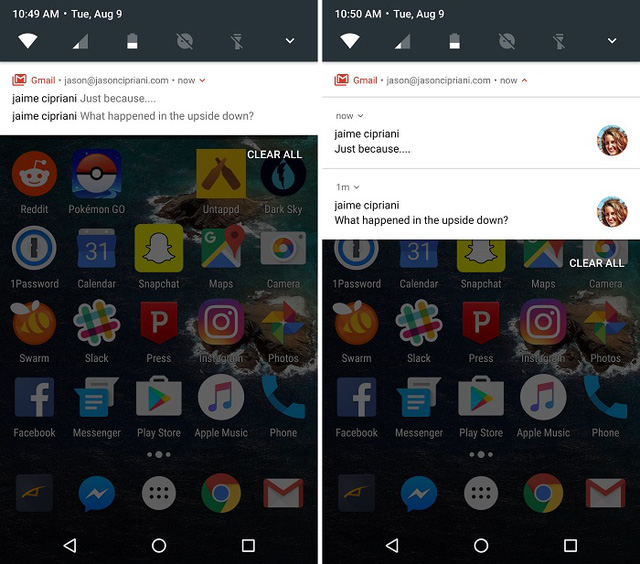 10:49 AM • Tue, Aug 9
Gmail • jason@jasoncipriani.com • now
jaime cipriani Just because....
jaime cipriani What happened in the upside down?
CLEAR ALL
Reddit
Pokémon GO
Untappd
Dark Sky
31
G
1Password
Calendar
Snapchat
Maps
Camera
P
Swarm
Slack
Press
Instagram
Photos
Facebook
Messenger
Play Store
Apple Music
Phone
10:50 AM • Tue, Aug 9
Gmail • jason@jasoncipriani.com • now
now
jaime cipriani
Just because....
1m
jaime cipriani
What happened in the upside down?
CLEAR ALL
31
1Password
Calendar
Snapchat
Maps
Camera
P
Swarm
Slack
Press
Instagram
Photos
Facebook
Messenger
Play Store
Apple Music
Phone